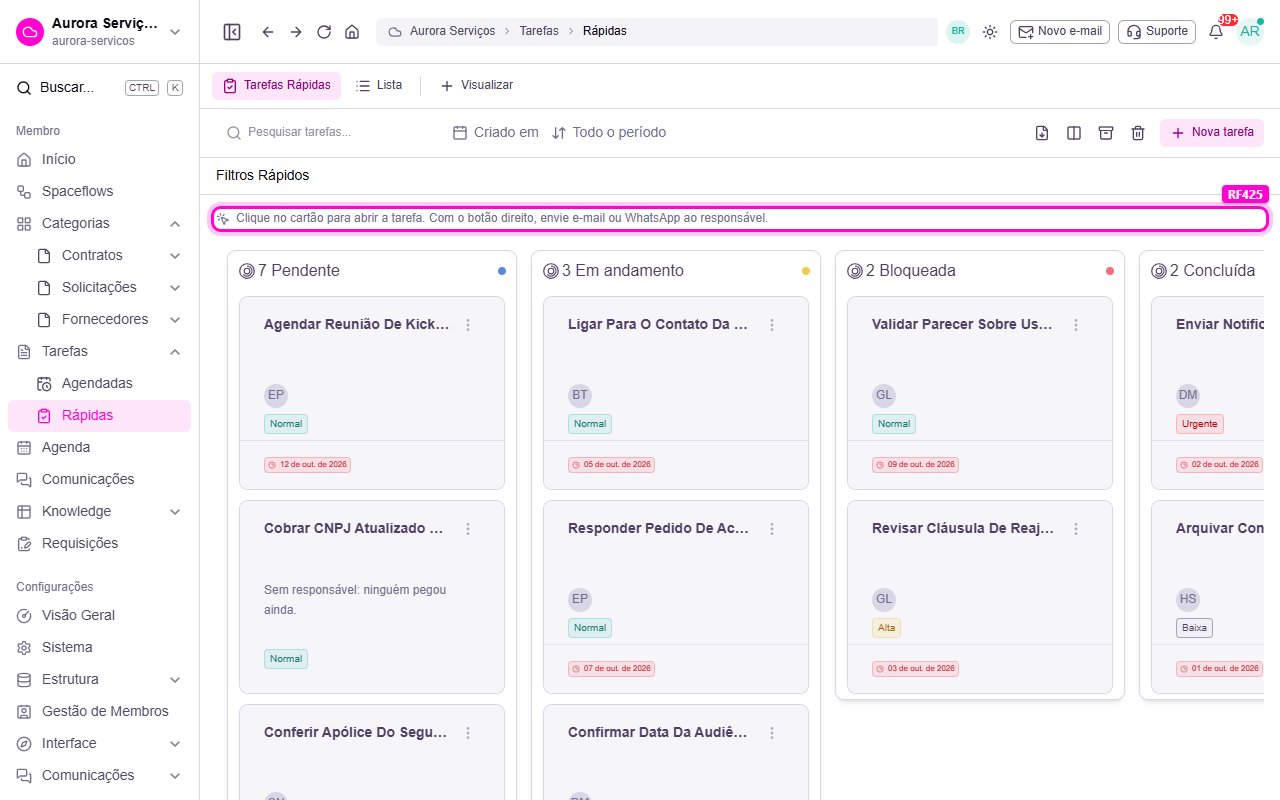 Aurora Serviç...
aurora-servicos
Buscar...
CTRL K
Membro
Início
Spaceflows
Categorias
Contratos
Solicitações
Fornecedores
Tarefas
Agendadas
Rápidas
Agenda
Comunicações
Knowledge
Requisições
Configurações
Visão Geral
Sistema
Estrutura
Gestão de Membros
Interface
Comunicações
Aurora Serviços > Tarefas > Rápidas
BR
Novo e-mail
Suporte
99+
AR
Tarefas Rápidas
Lista
Visualizar
Pesquisar tarefas...
Criado em
Todo o período
Nova tarefa
Filtros Rápidos
RF425
Clique no cartão para abrir a tarefa. Com o botão direito, envie e-mail ou WhatsApp ao responsável.
7 Pendente
Agendar Reunião De Kick...
EP
Normal
12 de out. de 2026
Cobrar CNPJ Atualizado ...
Sem responsável: ninguém pegou
ainda.
Normal
Conferir Apólice Do Segu...
3 Em andamento
Ligar Para O Contato Da ...
BT
Normal
05 de out. de 2026
Responder Pedido De Ac...
EP
Normal
07 de out. de 2026
Confirmar Data Da Audiê...
2 Bloqueada
Validar Parecer Sobre Us...
GL
Normal
09 de out. de 2026
Revisar Cláusula De Reaj...
GL
Alta
03 de out. de 2026
2 Concluída
Enviar Notific
DM
Urgente
02 de out. de 2026
Arquivar Con
HS
Baixa
01 de out. de 2026